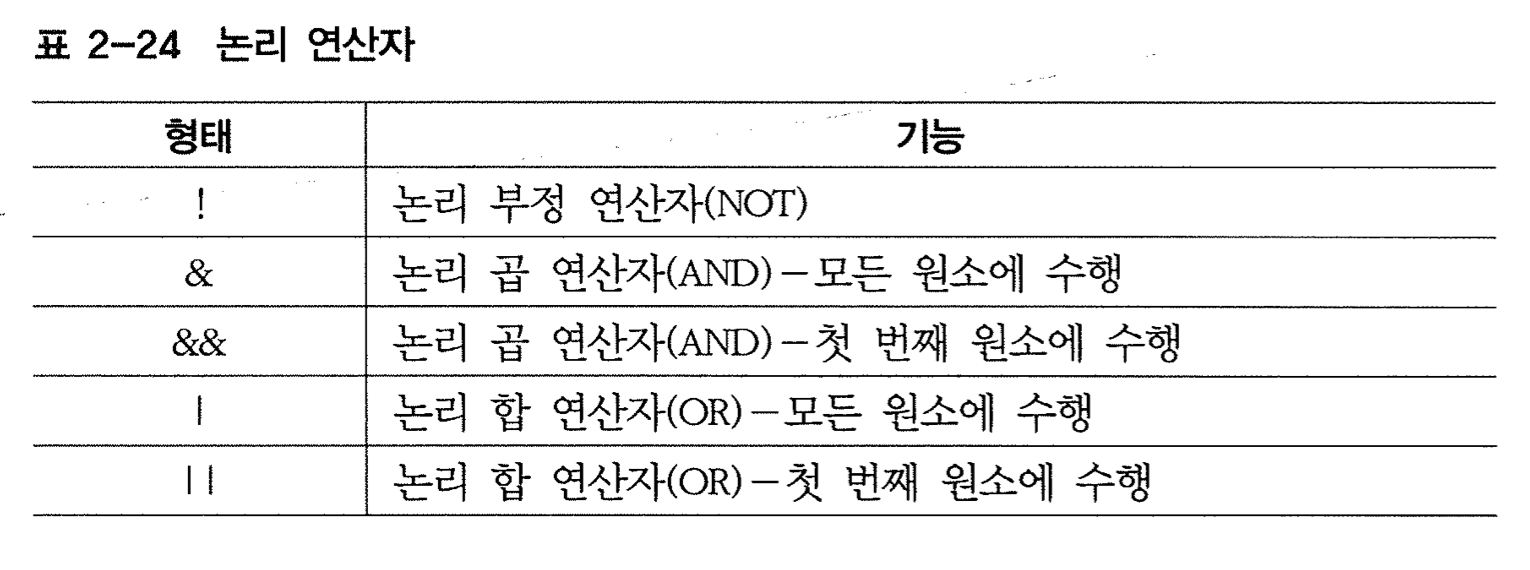 표 2-24 논리 연산자
형태 기능
! 논리 부정 연산자(NOT)
& 논리 곱 연산자(AND)-모든 원소에 수행
&& 논리 곱 연산자(AND)-첫 번째 원소에 수행
| 논리 합 연산자(OR)-모든 원소에 수행
|| 논리 합 연산자(OR)-첫 번째 원소에 수행